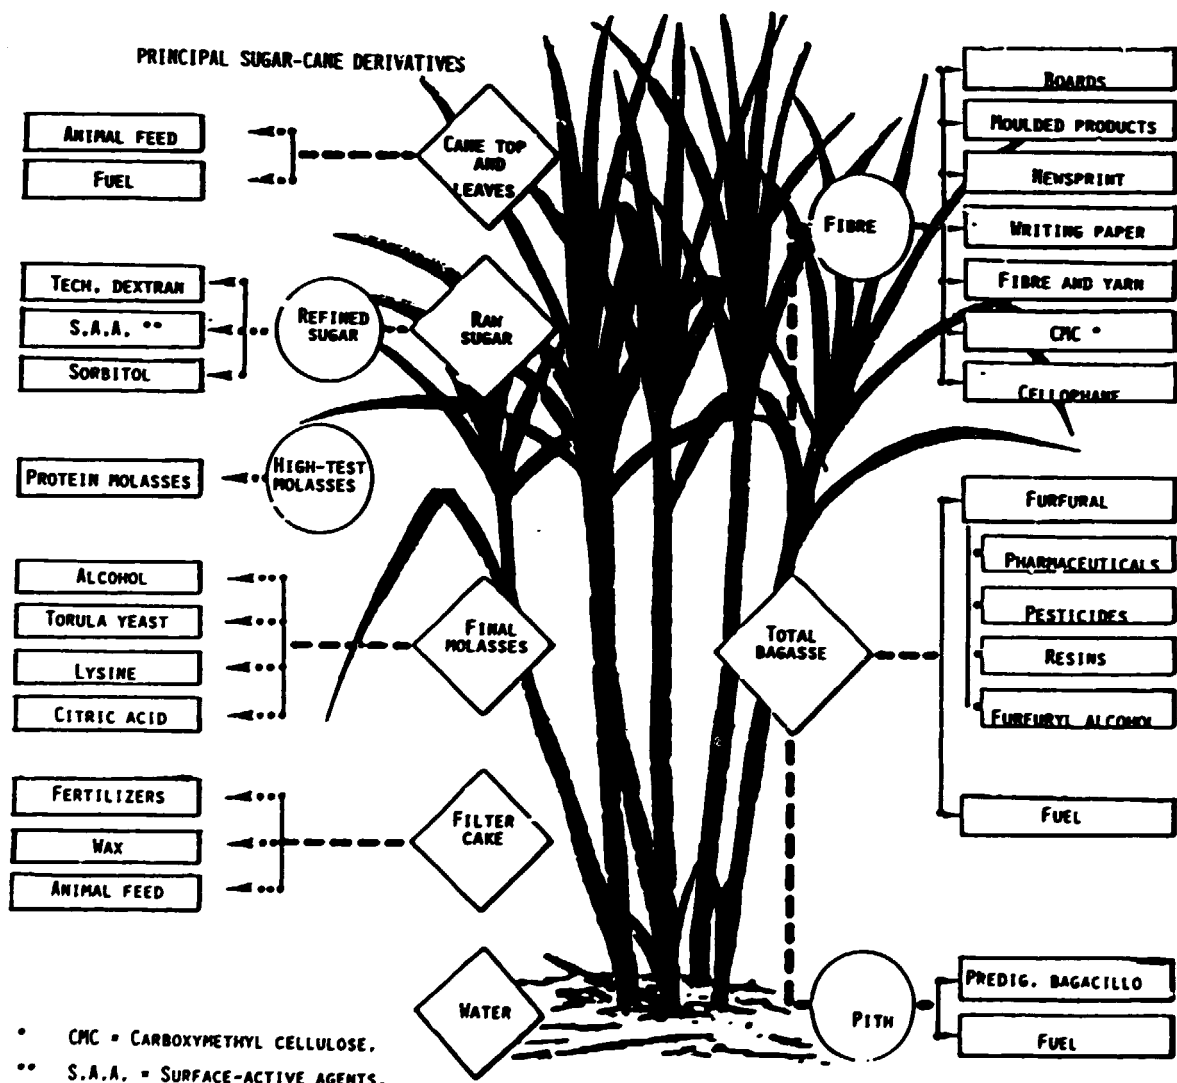 PRINCIPAL SUGAR-CANE DERIVATIVES
ANIMAL FEED
FUEL
CANE TOP
AND
LEAVES
TECH. DEXTRAN
S.A.A. **
SORBITOL
REFINED
SUGAR
RAW
SUGAR
PROTEIN MOLASSES
HIGH-TEST
MOLASSES
ALCOHOL
TORULA YEAST
LYSINE
CITRIC ACID
FINAL
MOLASSES
FERTILIZERS
WAX
ANIMAL FEED
FILTER
CAKE
WATER
FIBRE
BOARDS
MOULDED PRODUCTS
NEWSPRINT
WRITING PAPER
FIBRE AND YARN
CMC *
CELLOPHANE
TOTAL
BAGASSE
FURFURAL
PHARMACEUTICALS
PESTICIDES
RESINS
FURFURYL ALCOHOL
FUEL
PITH
PREDIG. BAGACILLO
FUEL
* CMC = CARBOXYMETHYL CELLULOSE.
** S.A.A. = SURFACE-ACTIVE AGENTS.